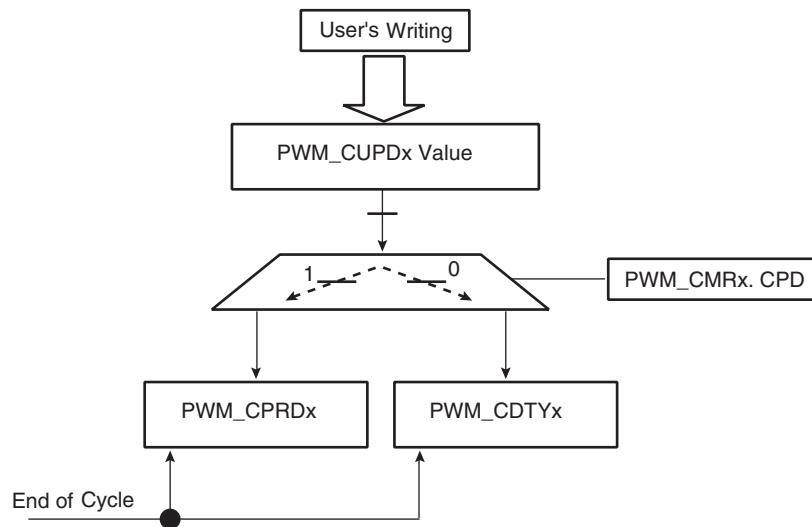 User's Writing
PWM_CUPDx Value
1
0
PWM_CMRx. CPD
PWM_CPRDx
PWM_CDTYx
End of Cycle